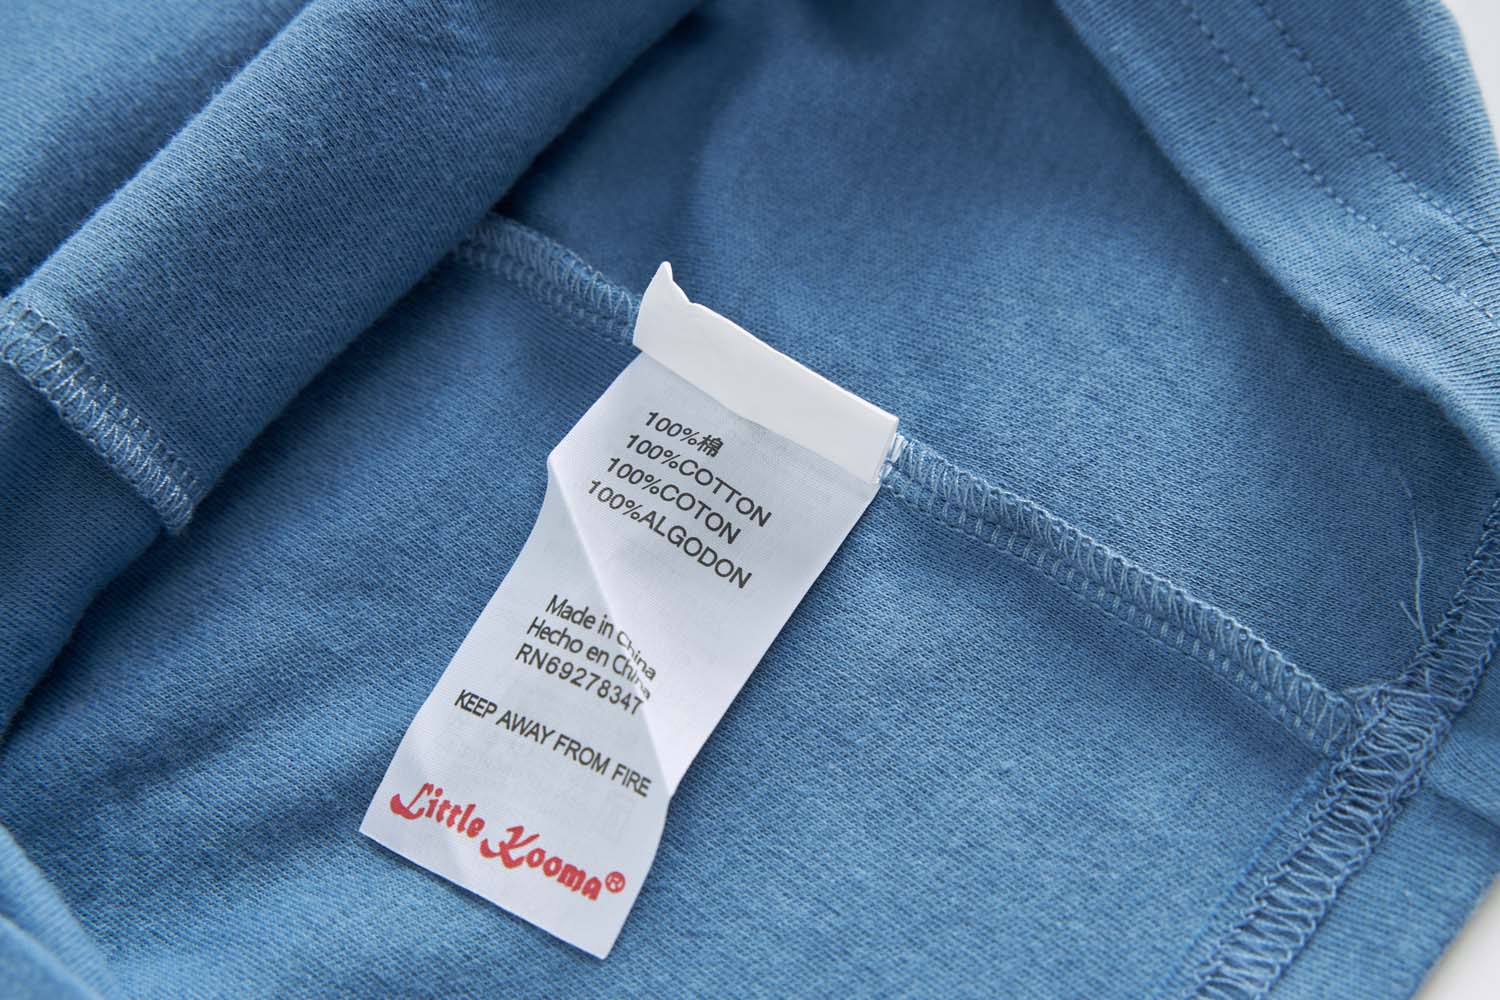 100%棉
100%COTTON
100%COTON
100%ALGODON
Made in China
Hecho en China
RN69278347
KEEP AWAY FROM FIRE
Little Kooma®